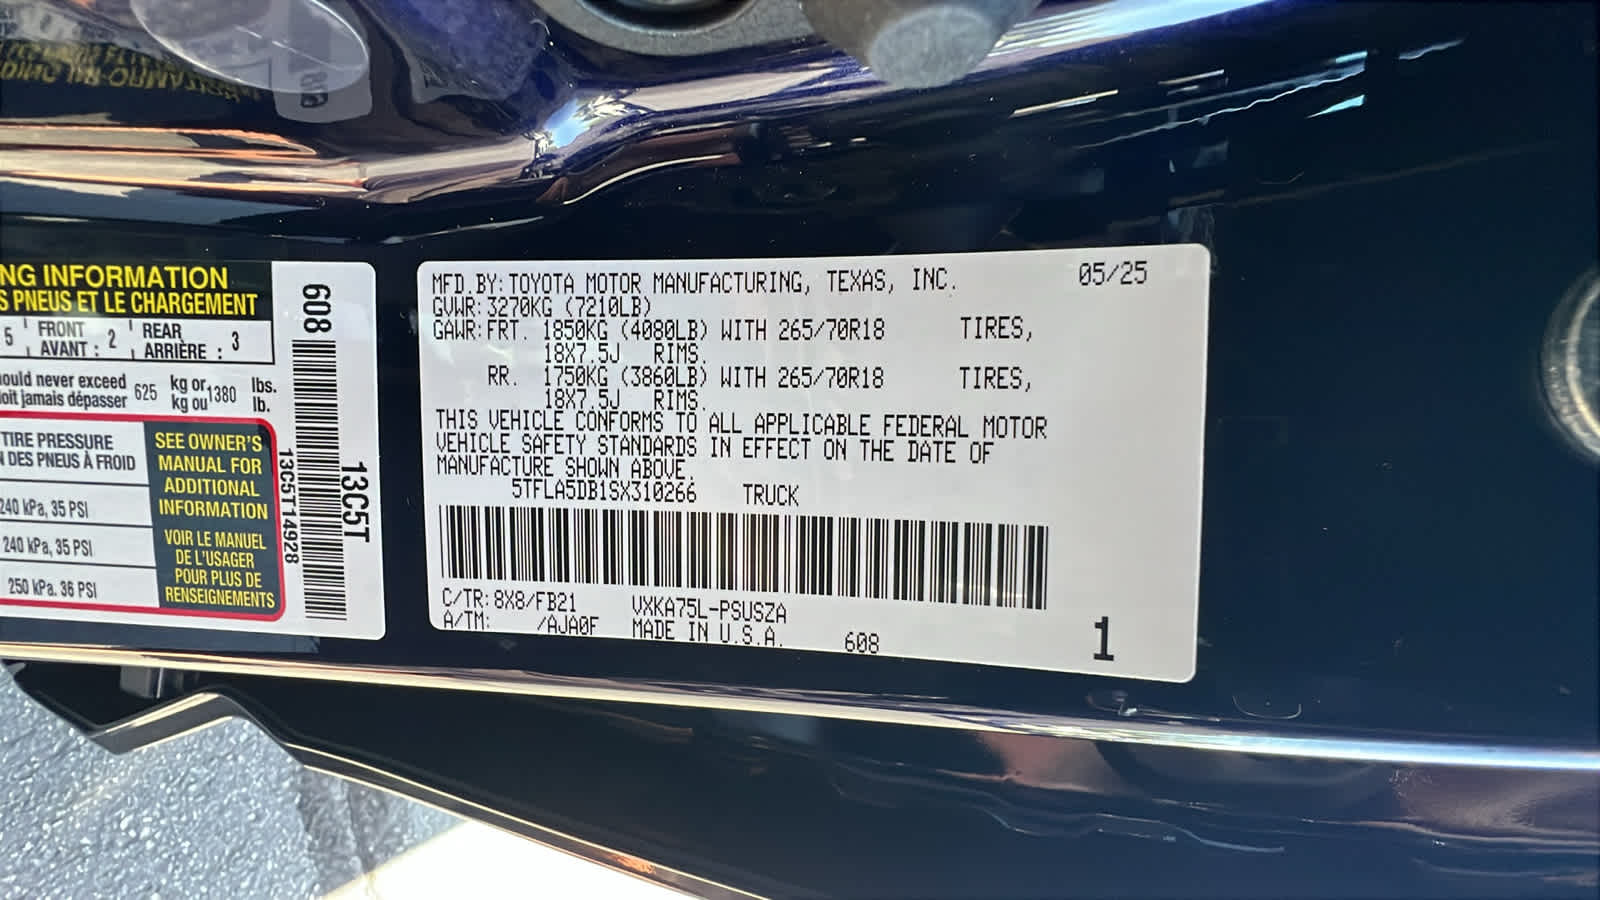 NG INFORMATION
S PNEUS ET LE CHARGEMENT
5 FRONT AVANT : 2 REAR ARRIÈRE : 3
ould never exceed 625 kg or 1380 lbs.
oit jamais dépasser kg ou lb.
TIRE PRESSURE
N DES PNEUS À FROID
240 kPa, 35 PSI
240 kPa, 35 PSI
250 kPa. 36 PSI
SEE OWNER'S
MANUAL FOR
ADDITIONAL
INFORMATION
VOIR LE MANUEL
DE L'USAGER
POUR PLUS DE
RENSEIGNEMENTS
608
13C5T14928
13C5T
MFD.BY: TOYOTA MOTOR MANUFACTURING, TEXAS, INC. 05/25
GVWR: 3270KG (7210LB)
GAWR: FRT. 1850KG (4080LB) WITH 265/70R18 TIRES,
18X7.5J RIMS.
RR. 1750KG (3860LB) WITH 265/70R18 TIRES,
18X7.5J RIMS.
THIS VEHICLE CONFORMS TO ALL APPLICABLE FEDERAL MOTOR
VEHICLE SAFETY STANDARDS IN EFFECT ON THE DATE OF
MANUFACTURE SHOWN ABOVE.
5TFLA5DB1SX310266 TRUCK
C/TR: 8X8/FB21 VXKA75L-PSUSZA
A/TM: /AJA0F MADE IN U.S.A. 608
1